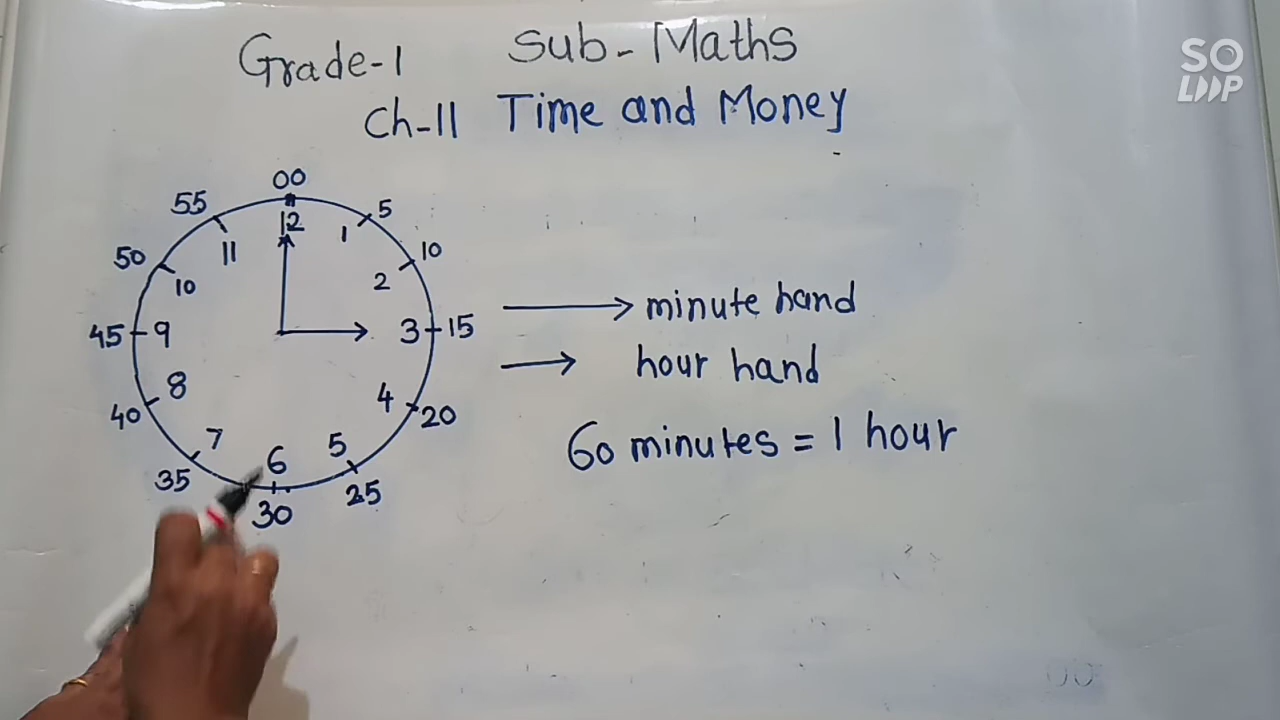 Grade-1 Sub-Maths
Ch-11 Time and Money
SO
LOOP
00
55 5
12
11 1
50 10
10 2
45 9 3 15
8 4
40 20
7 5
6
35 25
30
minute hand
hour hand
60 minutes = 1 hour